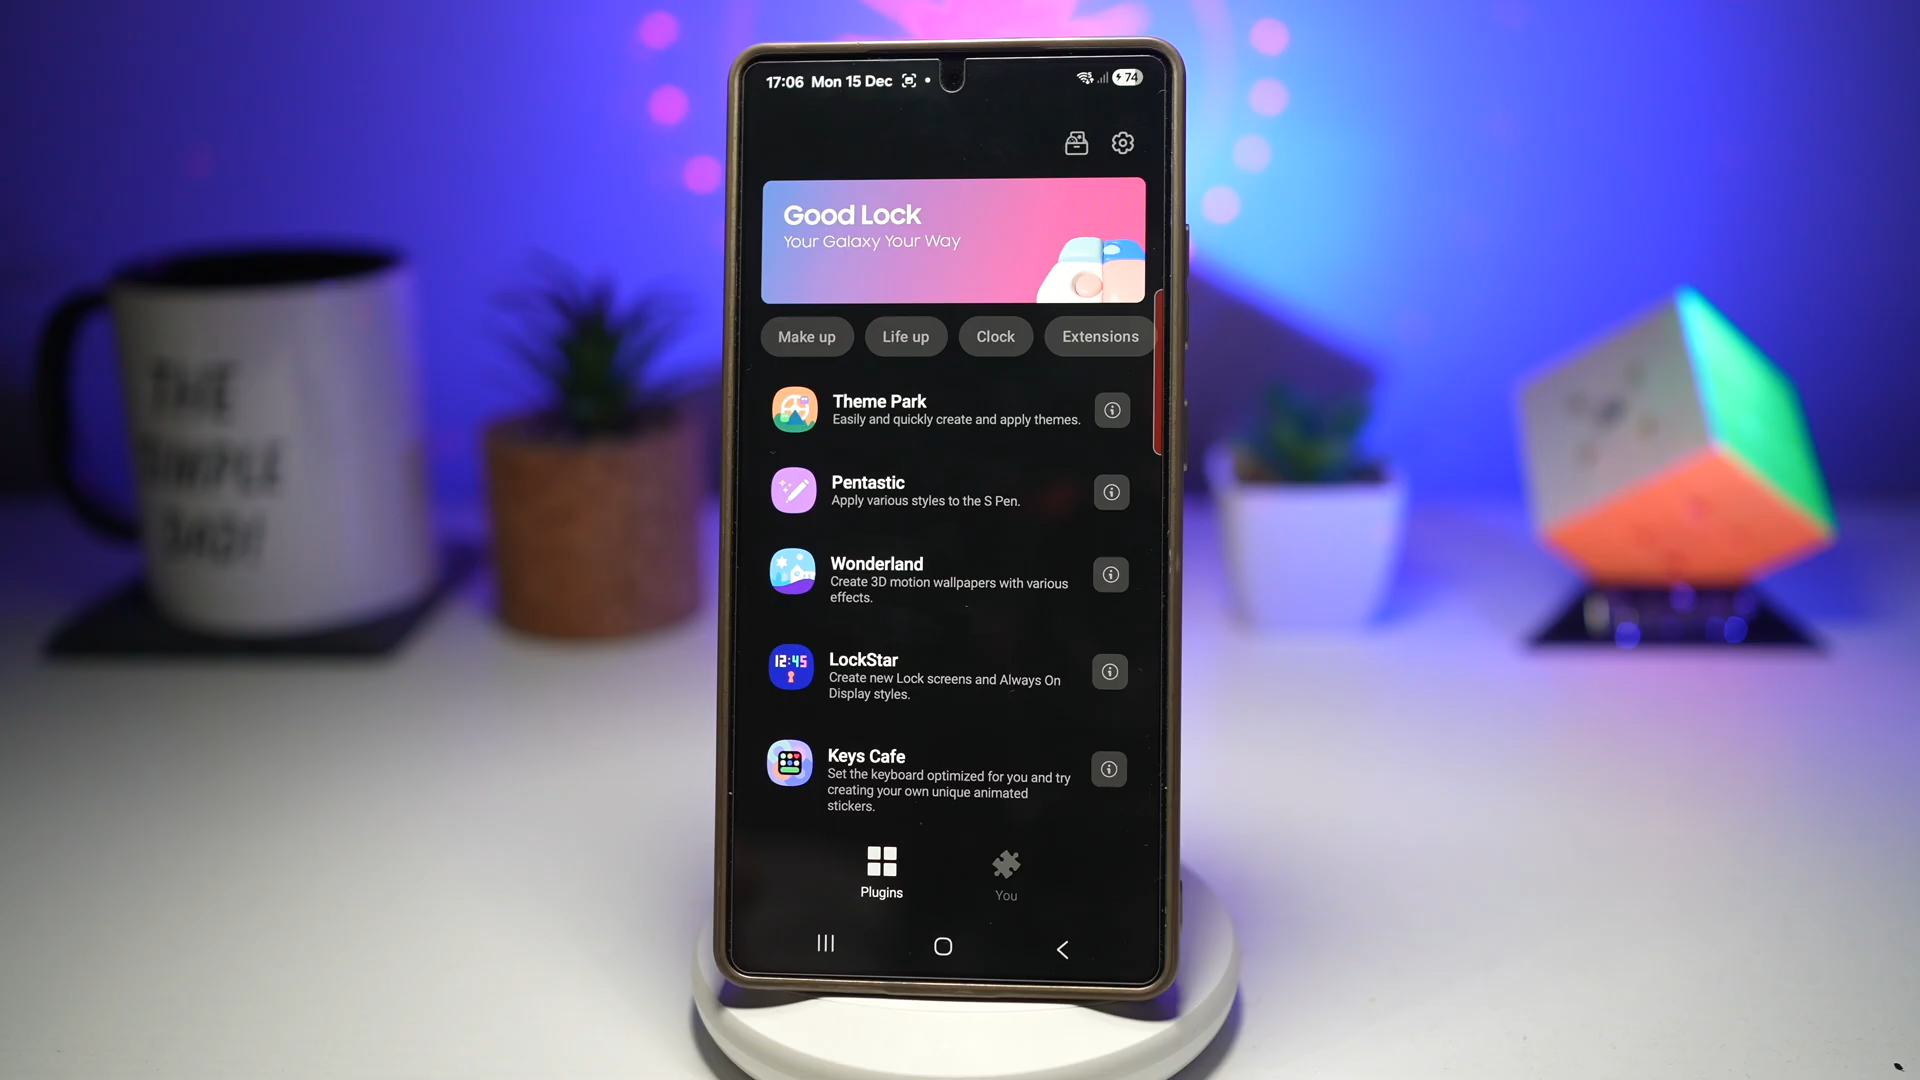 17:06 Mon 15 Dec
74
Good Lock
Your Galaxy Your Way
Make up
Life up
Clock
Extensions
Theme Park
Easily and quickly create and apply themes.
Pentastic
Apply various styles to the S Pen.
Wonderland
Create 3D motion wallpapers with various
effects.
12:45
LockStar
Create new Lock screens and Always On
Display styles.
Keys Cafe
Set the keyboard optimized for you and try
creating your own unique animated
stickers.
Plugins
You
THE
SIMPLE
DAD!